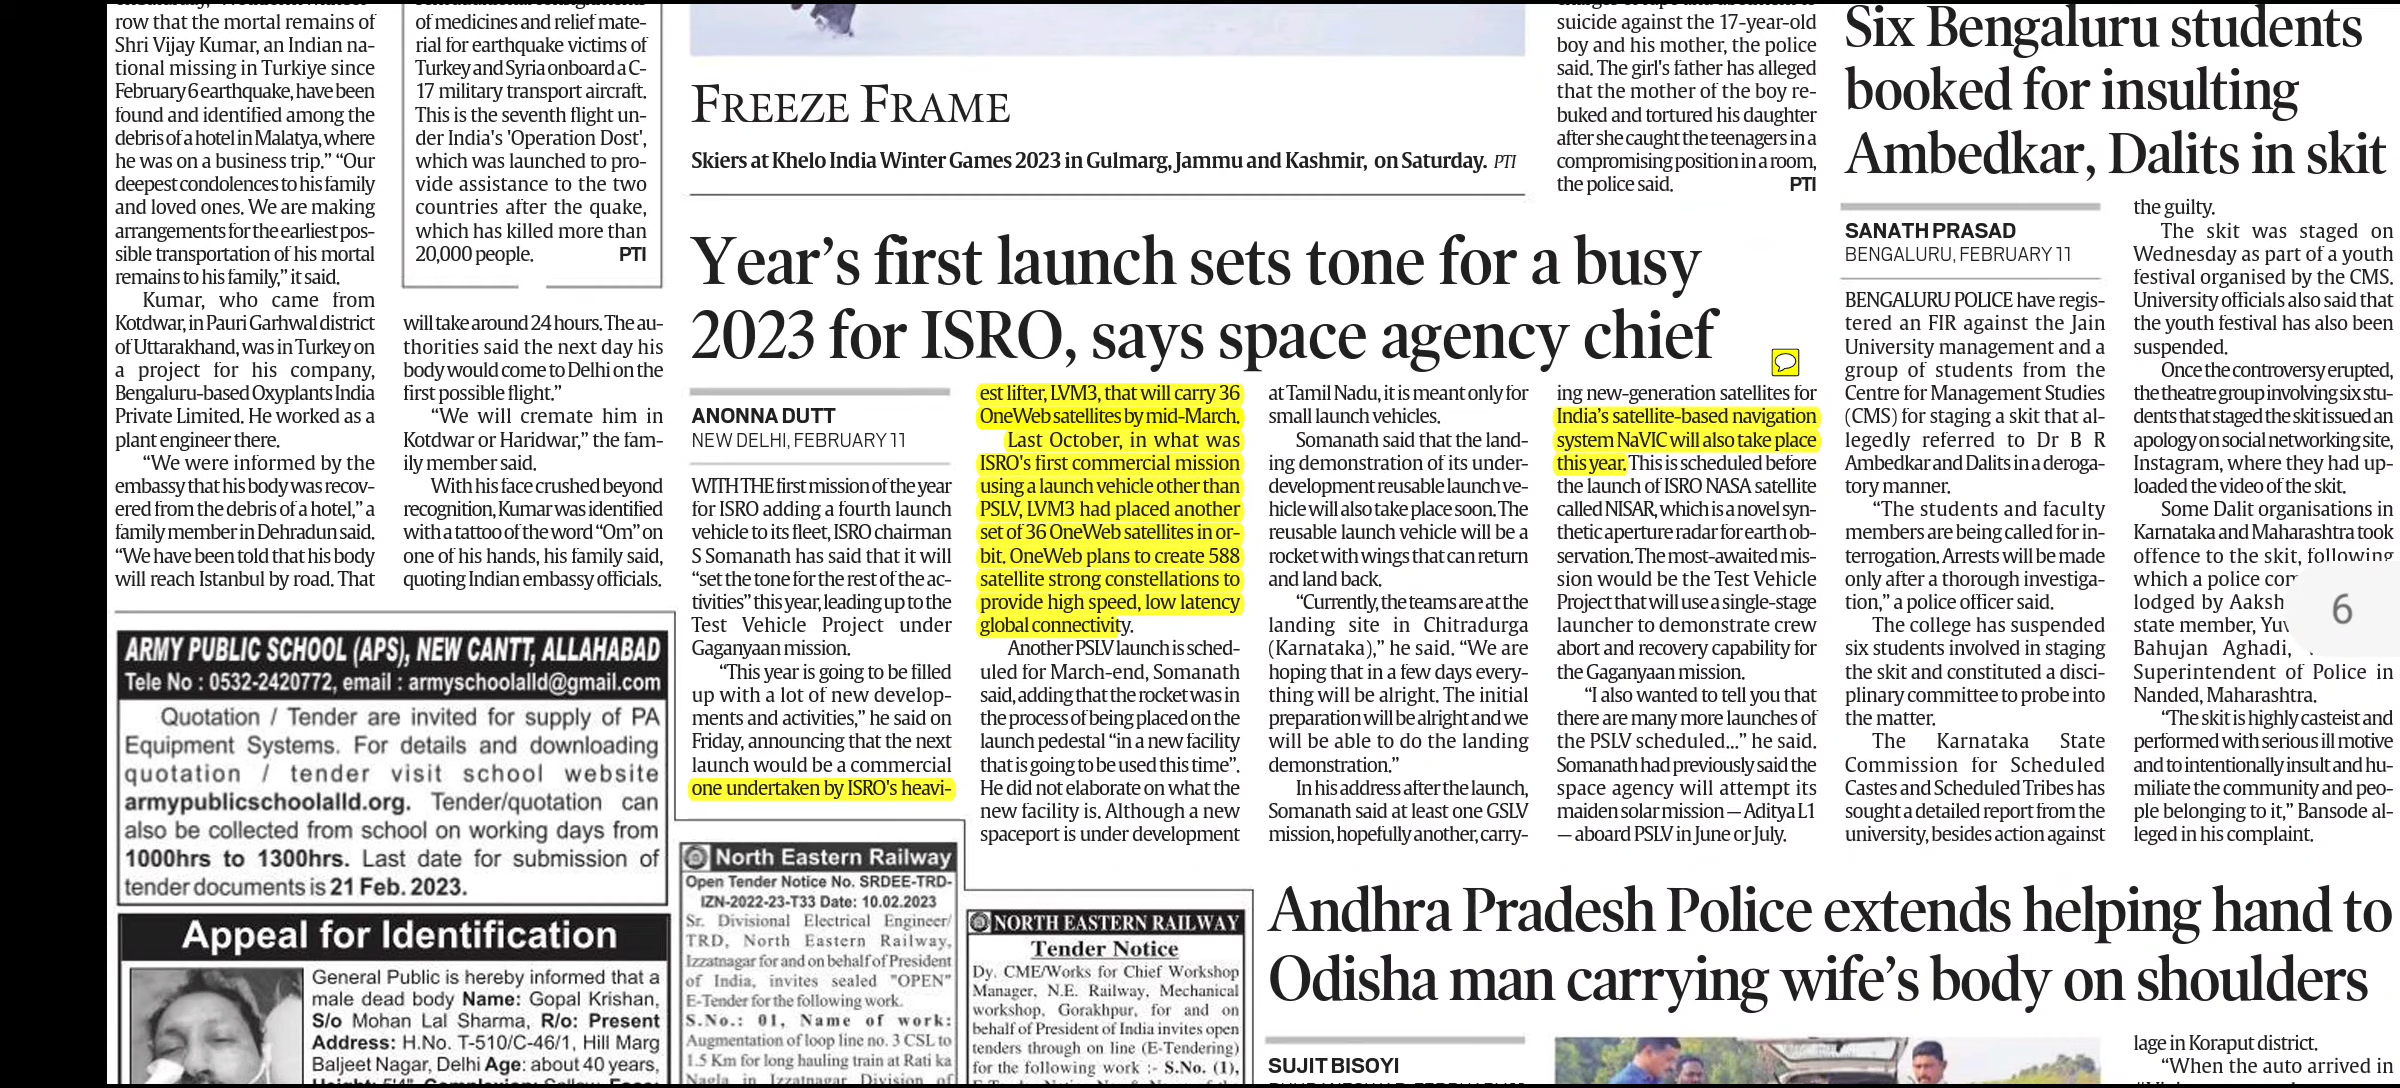 row that the mortal remains of
Shri Vijay Kumar, an Indian na-
tional missing in Turkiye since
February 6 earthquake, have been
found and identified among the
debris of a hotel in Malatya, where
he was on a business trip.” “Our
deepest condolences to his family
and loved ones. We are making
arrangements for the earliest pos-
sible transportation of his mortal
remains to his family,” it said.
Kumar, who came from
Kotdwar, in Pauri Garhwal district
of Uttarakhand, was in Turkey on
a project for his company,
Bengaluru-based Oxyplants India
Private Limited. He worked as a
plant engineer there.
“We were informed by the
embassy that his body was recov-
ered from the debris of a hotel,” a
family member in Dehradun said.
“We have been told that his body
will reach Istanbul by road. That
of medicines and relief mate-
rial for earthquake victims of
Turkey and Syria onboard a C-
17 military transport aircraft.
This is the seventh flight un-
der India's 'Operation Dost',
which was launched to pro-
vide assistance to the two
countries after the quake,
which has killed more than
20,000 people. PTI
will take around 24 hours. The au-
thorities said the next day his
body would come to Delhi on the
first possible flight.”
“We will cremate him in
Kotdwar or Haridwar,” the fam-
ily member said.
With his face crushed beyond
recognition, Kumar was identified
with a tattoo of the word “Om” on
one of his hands, his family said,
quoting Indian embassy officials.
FREEZE FRAME
Skiers at Khelo India Winter Games 2023 in Gulmarg, Jammu and Kashmir, on Saturday. PTI
suicide against the 17-year-old
boy and his mother, the police
said. The girl's father has alleged
that the mother of the boy re-
buked and tortured his daughter
after she caught the teenagers in a
compromising position in a room,
the police said. PTI
Year’s first launch sets tone for a busy
2023 for ISRO, says space agency chief
ANONNA DUTT
NEW DELHI, FEBRUARY 11
WITH THE first mission of the year
for ISRO adding a fourth launch
vehicle to its fleet, ISRO chairman
S Somanath has said that it will
“set the tone for the rest of the ac-
tivities” this year, leading up to the
Test Vehicle Project under
Gaganyaan mission.
“This year is going to be filled
up with a lot of new develop-
ments and activities,” he said on
Friday, announcing that the next
launch would be a commercial
one undertaken by ISRO's heavi-
est lifter, LVM3, that will carry 36
OneWeb satellites by mid-March.
Last October, in what was
ISRO's first commercial mission
using a launch vehicle other than
PSLV, LVM3 had placed another
set of 36 OneWeb satellites in or-
bit. OneWeb plans to create 588
satellite strong constellations to
provide high speed, low latency
global connectivity.
Another PSLV launch is sched-
uled for March-end, Somanath
said, adding that the rocket was in
the process of being placed on the
launch pedestal “in a new facility
that is going to be used this time”.
He did not elaborate on what the
new facility is. Although a new
spaceport is under development
at Tamil Nadu, it is meant only for
small launch vehicles.
Somanath said that the land-
ing demonstration of its under-
development reusable launch ve-
hicle will also take place soon. The
reusable launch vehicle will be a
rocket with wings that can return
and land back.
“Currently, the teams are at the
landing site in Chitradurga
(Karnataka),” he said. “We are
hoping that in a few days every-
thing will be alright. The initial
preparation will be alright and we
will be able to do the landing
demonstration.”
In his address after the launch,
Somanath said at least one GSLV
mission, hopefully another, carry-
ing new-generation satellites for
India’s satellite-based navigation
system NaVIC will also take place
this year. This is scheduled before
the launch of ISRO NASA satellite
called NISAR, which is a novel syn-
thetic aperture radar for earth ob-
servation. The most-awaited mis-
sion would be the Test Vehicle
Project that will use a single-stage
launcher to demonstrate crew
abort and recovery capability for
the Gaganyaan mission.
“I also wanted to tell you that
there are many more launches of
the PSLV scheduled...” he said.
Somanath had previously said the
space agency will attempt its
maiden solar mission — Aditya L1
— aboard PSLV in June or July.
Six Bengaluru students
booked for insulting
Ambedkar, Dalits in skit
SANATH PRASAD
BENGALURU, FEBRUARY 11
BENGALURU POLICE have regis-
tered an FIR against the Jain
University management and a
group of students from the
Centre for Management Studies
(CMS) for staging a skit that al-
legedly referred to Dr B R
Ambedkar and Dalits in a deroga-
tory manner.
“The students and faculty
members are being called for in-
terrogation. Arrests will be made
only after a thorough investiga-
tion,” a police officer said.
The college has suspended
six students involved in staging
the skit and constituted a disci-
plinary committee to probe into
the matter.
The Karnataka State
Commission for Scheduled
Castes and Scheduled Tribes has
sought a detailed report from the
university, besides action against
the guilty.
The skit was staged on
Wednesday as part of a youth
festival organised by the CMS.
University officials also said that
the youth festival has also been
suspended.
Once the controversy erupted,
the theatre group involving six stu-
dents that staged the skit issued an
apology on social networking site,
Instagram, where they had up-
loaded the video of the skit.
Some Dalit organisations in
Karnataka and Maharashtra took
offence to the skit, following
which a police
lodged by
state member,
Bahujan Aghadi,
Superintendent of Police in
Nanded, Maharashtra.
“The skit is highly casteist and
performed with serious ill motive
and to intentionally insult and hu-
miliate the community and peo-
ple belonging to it,” Bansode al-
leged in his complaint.
6
ARMY PUBLIC SCHOOL (APS), NEW CANTT, ALLAHABAD
Tele No : 0532-2420772, email : armyschoolalld@gmail.com
Quotation / Tender are invited for supply of PA
Equipment Systems. For details and downloading
quotation / tender visit school website
armypublicschoolalld.org. Tender/quotation can
also be collected from school on working days from
1000hrs to 1300hrs. Last date for submission of
tender documents is 21 Feb. 2023.
Appeal for Identification
General Public is hereby informed that a
male dead body Name: Gopal Krishan,
S/o Mohan Lal Sharma, R/o: Present
Address: H.No. T-510/C-46/1, Hill Marg
Baljeet Nagar, Delhi Age: about 40 years,
North Eastern Railway
Open Tender Notice No. SRDEE-TRD-
IZN-2022-23-T33 Date: 10.02.2023
Sr. Divisional Electrical Engineer/
TRD, North Eastern Railway,
Izzatnagar for and on behalf of President
of India, invites sealed "OPEN"
E-Tender for the following work.
S.No.: 01, Name of work:
Augmentation of loop line no. 3 CSL to
1.5 Km for long hauling train at Rati ka
Nagla in Izzatnagar Division of
NORTH EASTERN RAILWAY
Tender Notice
Dy. CME/Works for Chief Workshop
Manager, N.E. Railway, Mechanical
workshop, Gorakhpur, for and on
behalf of President of India invites open
tenders through on line (E-Tendering)
for the following work :- S.No. (1),
Andhra Pradesh Police extends helping hand to
Odisha man carrying wife’s body on shoulders
SUJIT BISOYI
lage in Koraput district.
“When the auto arrived in